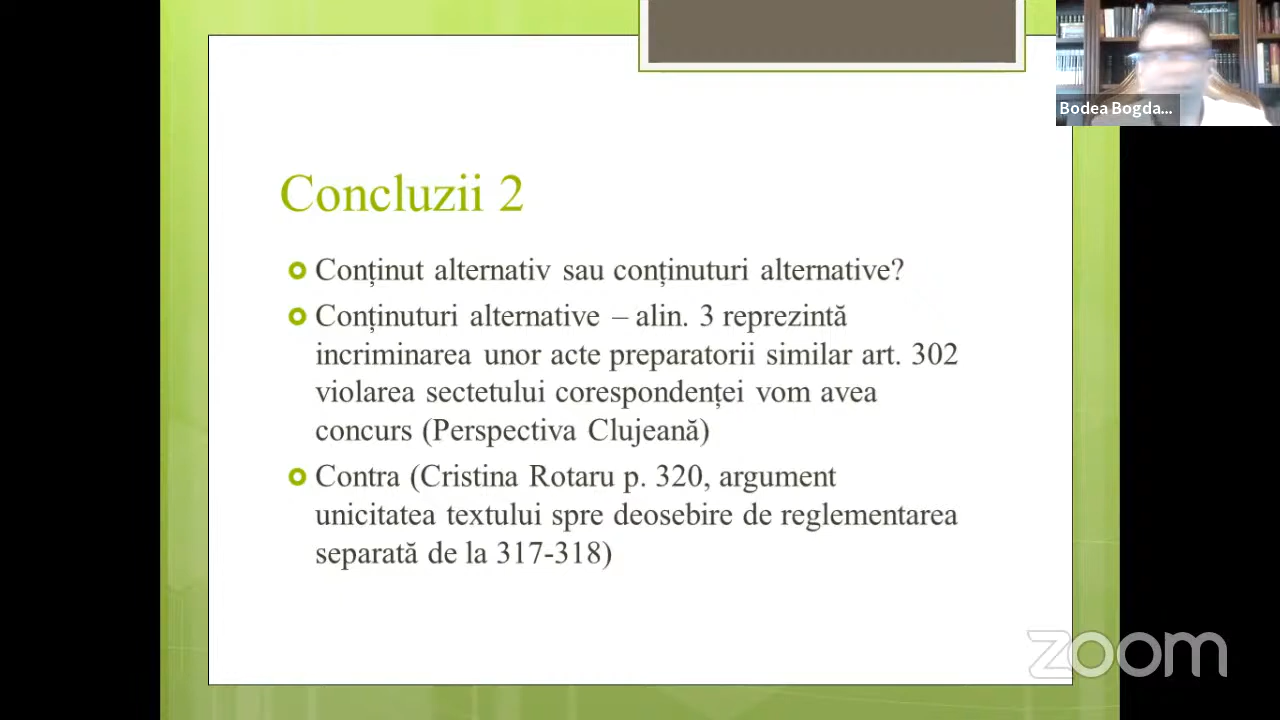 Bodea Bogda...
Concluzii 2
Conținut alternativ sau conținuturi alternative?
Conținuturi alternative – alin. 3 reprezintă
incriminarea unor acte preparatorii similar art. 302
violarea sectetului corespondenței vom avea
concurs (Perspectiva Clujeană)
Contra (Cristina Rotaru p. 320, argument
unicitatea textului spre deosebire de reglementarea
separată de la 317-318)
zoom